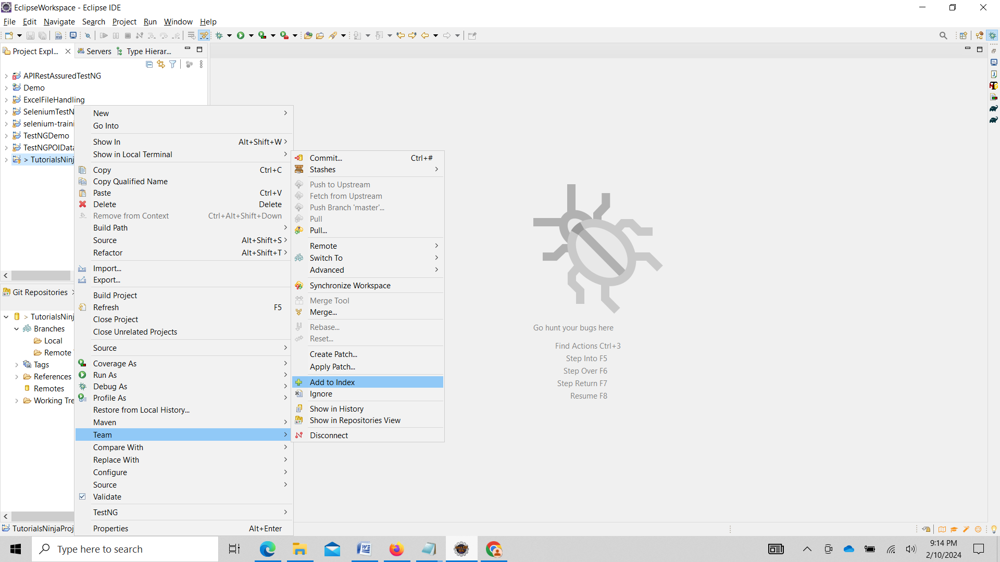 EclipseWorkspace - Eclipse IDE
File Edit Navigate Search Project Run Window Help
Project Expl... Servers Type Hierar...
APIRestAssuredTestNG
Demo
ExcelFileHandling
SeleniumTestN
selenium-traini
TestNGDemo
TestNGPOIData
> TutorialsNinj
Git Repositories
> TutorialsNinj
Branches
Local
Remote
Tags
References
Remotes
Working Tre
TutorialsNinjaProj
New
Go Into
Show In Alt+Shift+W
Show in Local Terminal
Copy Ctrl+C
Copy Qualified Name
Paste Ctrl+V
Delete Delete
Remove from Context Ctrl+Alt+Shift+Down
Build Path
Source Alt+Shift+S
Refactor Alt+Shift+T
Import...
Export...
Build Project
Refresh F5
Close Project
Close Unrelated Projects
Source
Coverage As
Run As
Debug As
Profile As
Restore from Local History...
Maven
Team
Compare With
Replace With
Configure
Source
Validate
TestNG
Properties Alt+Enter
Commit... Ctrl+#
Stashes
Push to Upstream
Fetch from Upstream
Push Branch 'master'...
Pull
Pull...
Remote
Switch To
Advanced
Synchronize Workspace
Merge Tool
Merge...
Rebase...
Reset...
Create Patch...
Apply Patch...
Add to Index
Ignore
Show in History
Show in Repositories View
Disconnect
Go hunt your bugs here
Find Actions Ctrl+3
Step Into F5
Step Over F6
Step Return F7
Resume F8
Type here to search
9:14 PM
2/10/2024